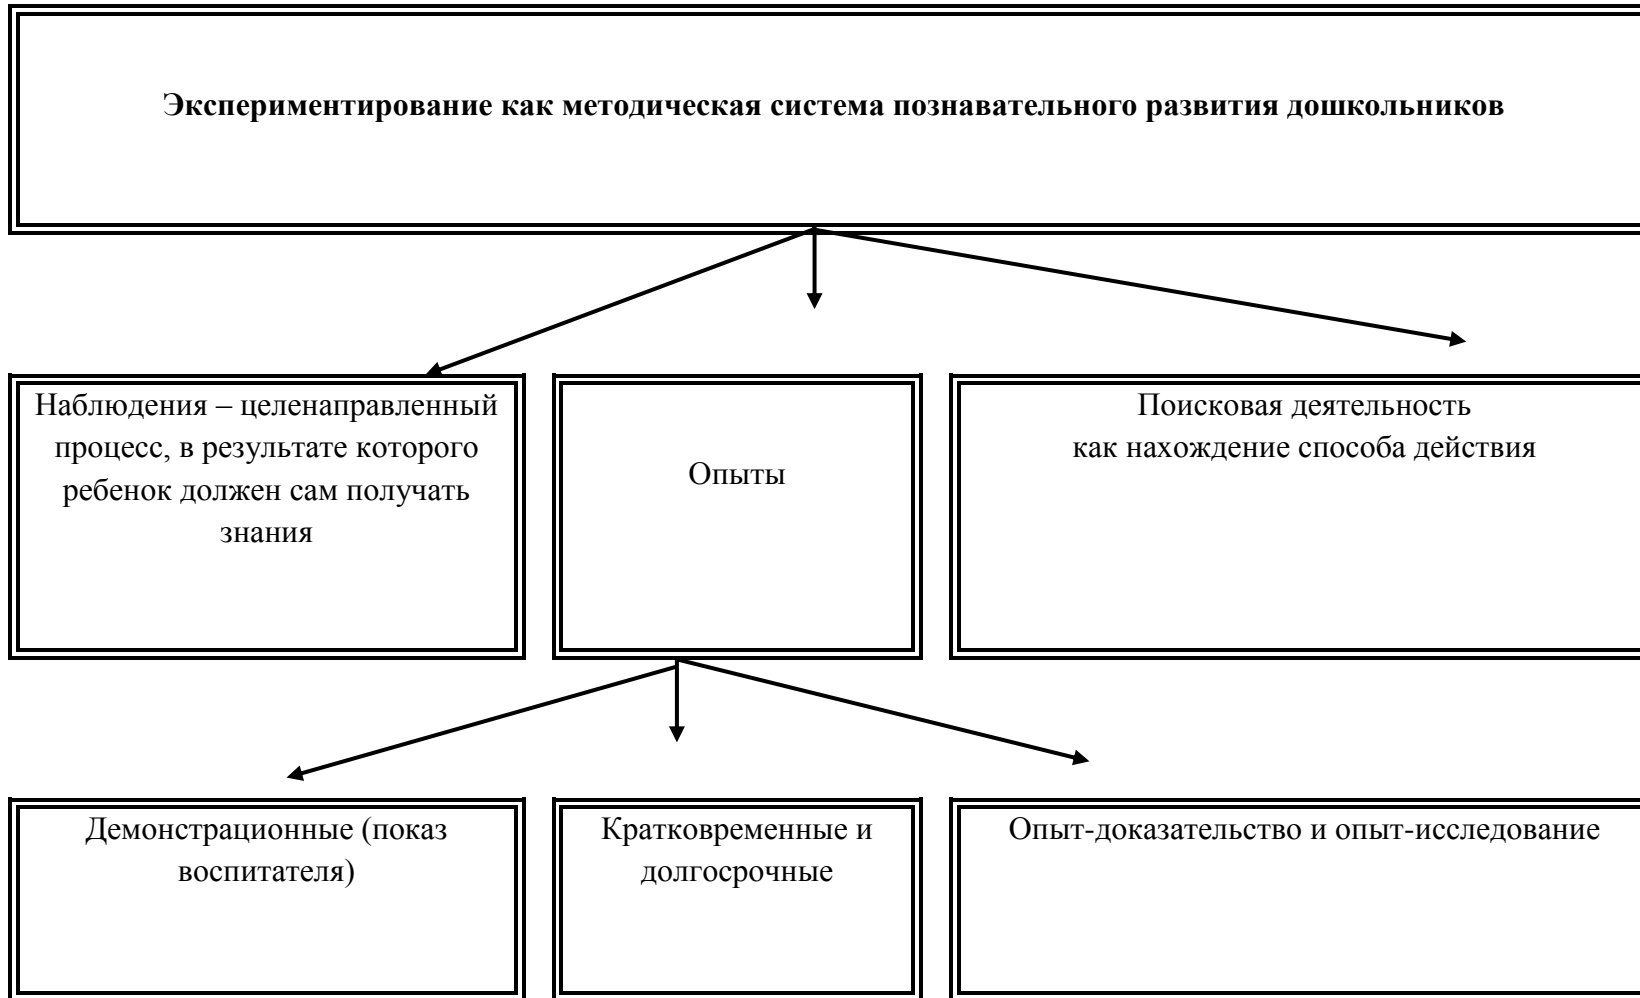 Экспериментирование как методическая система познавательного развития дошкольников
Наблюдения – целенаправленный
процесс, в результате которого
ребенок должен сам получать
знания
Опыты
Поисковая деятельность
как нахождение способа действия
Демонстрационные (показ
воспитателя)
Кратковременные и
долгосрочные
Опыт-доказательство и опыт-исследование